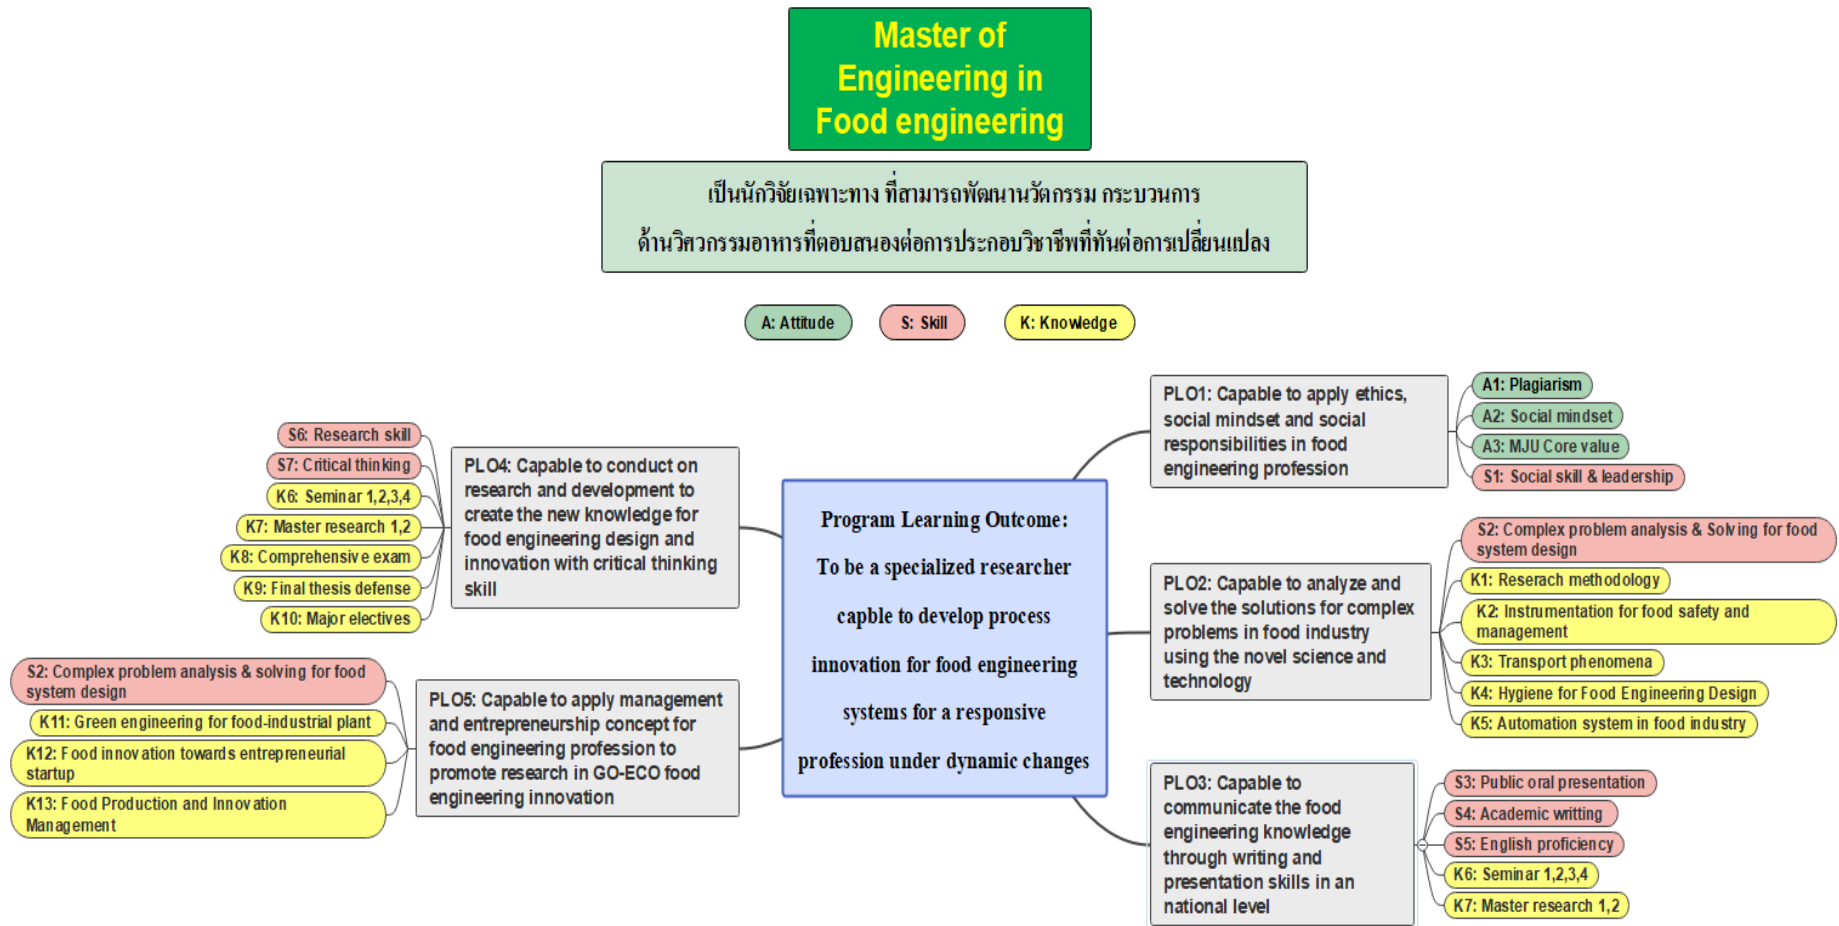 Master of
Engineering in
Food engineering
เป็นนักวิจัยเฉพาะทาง ที่สามารถพัฒนานวัตกรรม กระบวนการ
ด้านวิศวกรรมอาหารที่ตอบสนองต่อการประกอบวิชาชีพที่ทันต่อการเปลี่ยนแปลง
A: Attitude
S: Skill
K: Knowledge
PLO1: Capable to apply ethics,
social mindset and social
responsibilities in food
engineering profession
A1: Plagiarism
A2: Social mindset
A3: MJU Core value
S1: Social skill & leadership
S6: Research skill
S7: Critical thinking
K6: Seminar 1,2,3,4
K7: Master research 1,2
K8: Comprehensive exam
K9: Final thesis defense
K10: Major electives
PLO4: Capable to conduct on
research and development to
create the new knowledge for
food engineering design and
innovation with critical thinking
skill
Program Learning Outcome:
To be a specialized researcher
capble to develop process
innovation for food engineering
systems for a responsive
profession under dynamic changes
PLO2: Capable to analyze and
solve the solutions for complex
problems in food industry
using the novel science and
technology
S2: Complex problem analysis & Solving for food
system design
K1: Reserach methodology
K2: Instrumentation for food safety and
management
K3: Transport phenomena
K4: Hygiene for Food Engineering Design
K5: Automation system in food industry
S2: Complex problem analysis & solving for food
system design
K11: Green engineering for food-industrial plant
K12: Food innovation towards entrepreneurial
startup
K13: Food Production and Innovation
Management
PLO5: Capable to apply management
and entrepreneurship concept for
food engineering profession to
promote research in GO-ECO food
engineering innovation
PLO3: Capable to
communicate the food
engineering knowledge
through writing and
presentation skills in an
national level
S3: Public oral presentation
S4: Academic writting
S5: English proficiency
K6: Seminar 1,2,3,4
K7: Master research 1,2